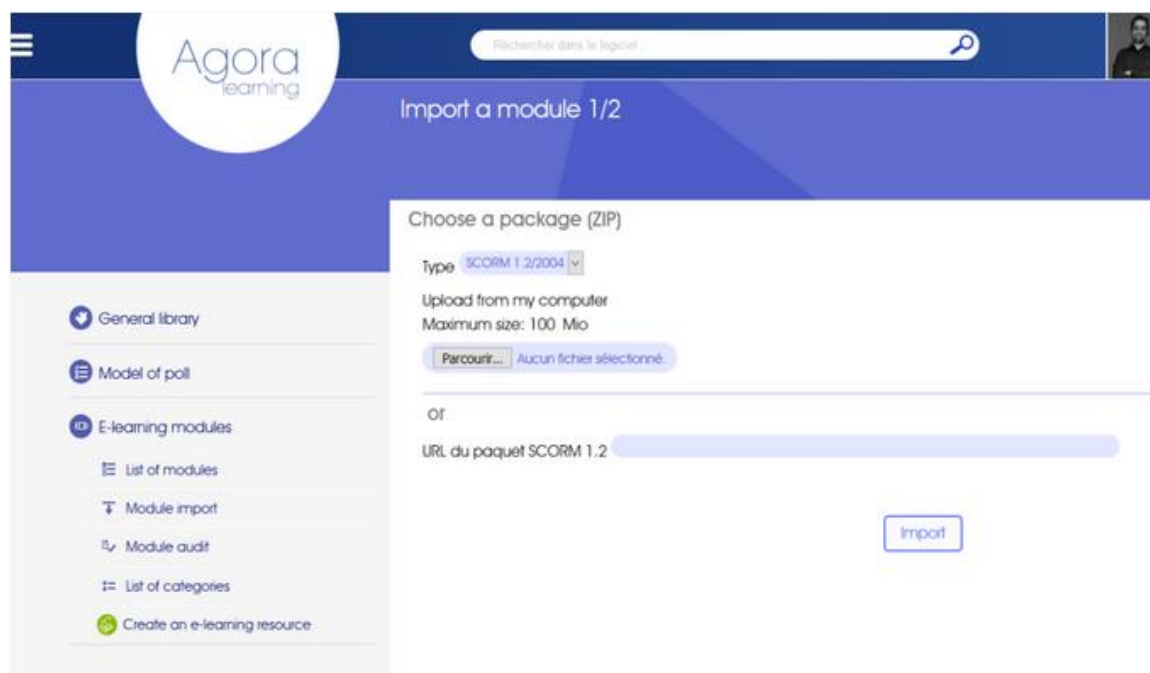 Agora
learning
Rechercher dans le logiciel ...
Import a module 1/2
Choose a package (ZIP)
Type SCORM 1.2/2004
Upload from my computer
Maximum size: 100 Mio
Parcourir... Aucun fichier sélectionné.
or
URL du paquet SCORM 1.2
Import
General library
Model of poll
E-learning modules
List of modules
Module import
Module audit
List of categories
Create an e-learning resource